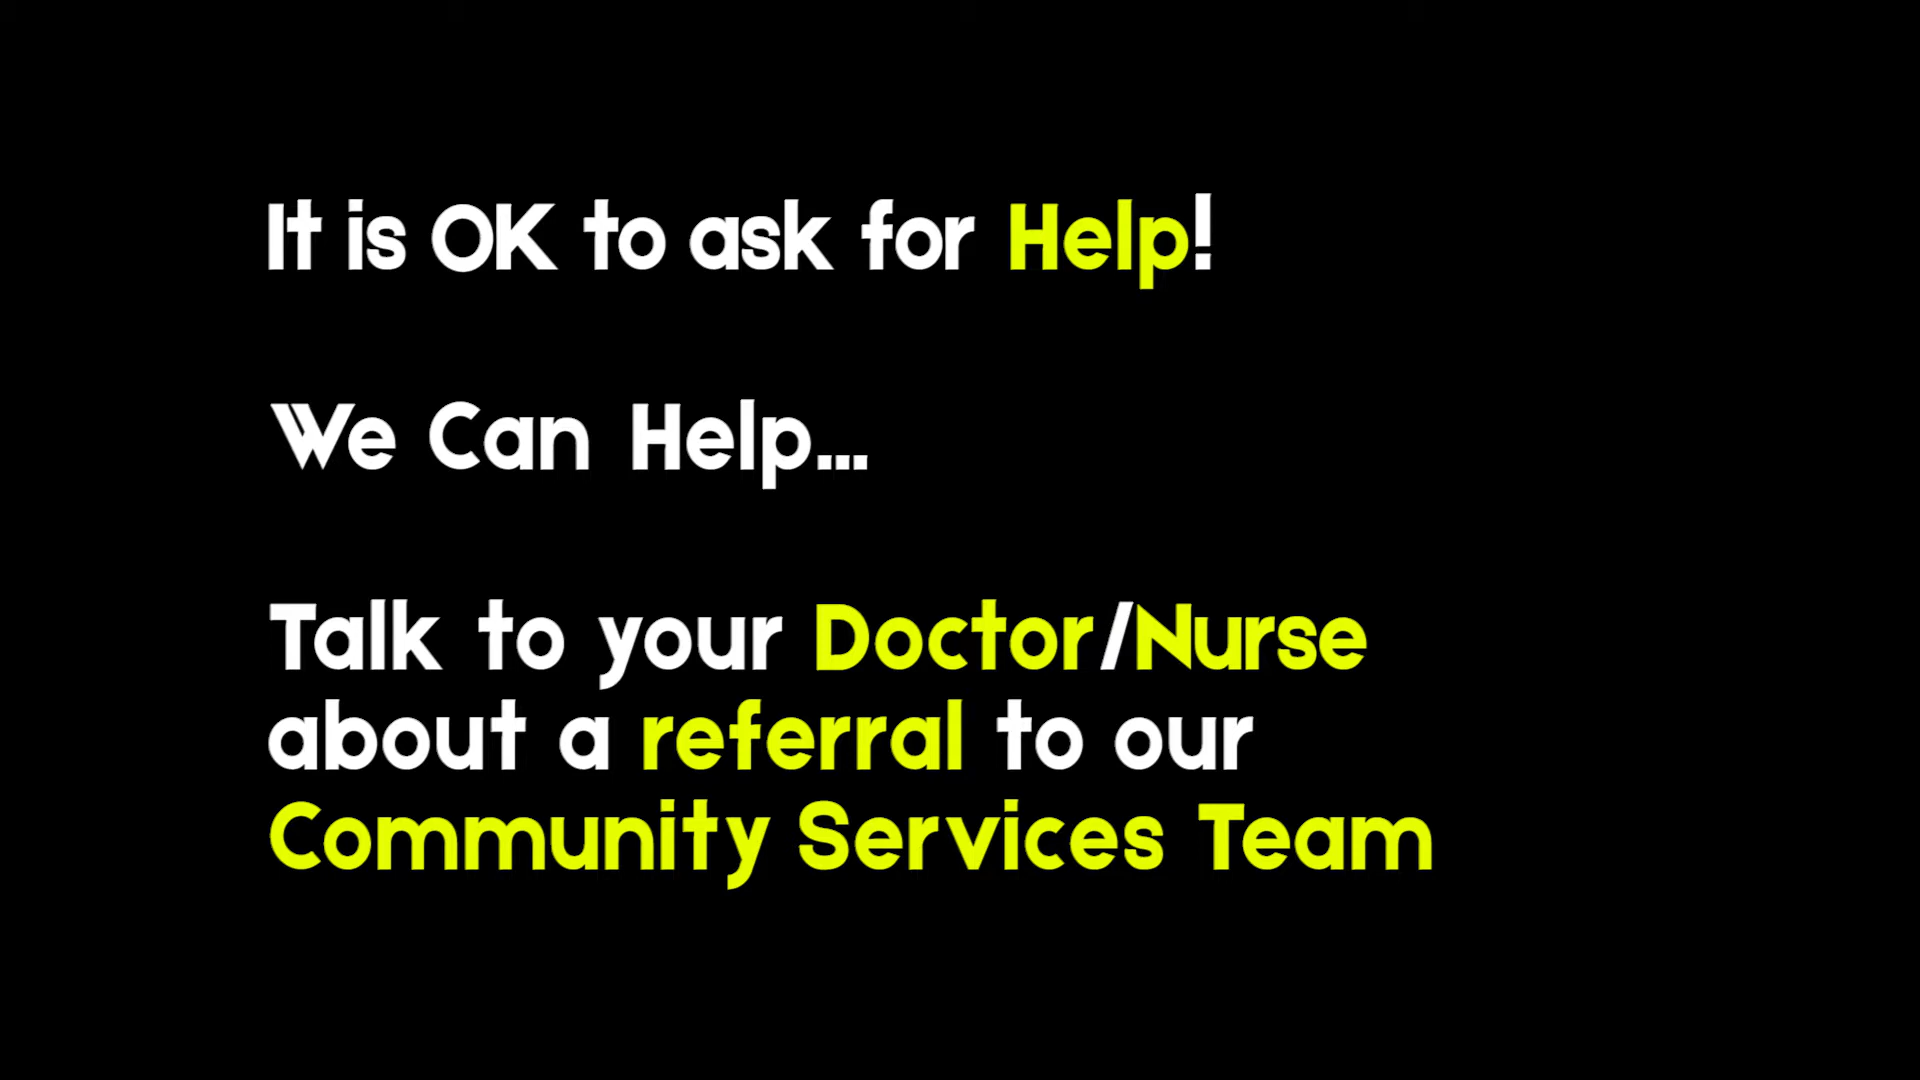 It is OK to ask for Help!
We Can Help...
Talk to your Doctor/Nurse
about a referral to our
Community Services Team